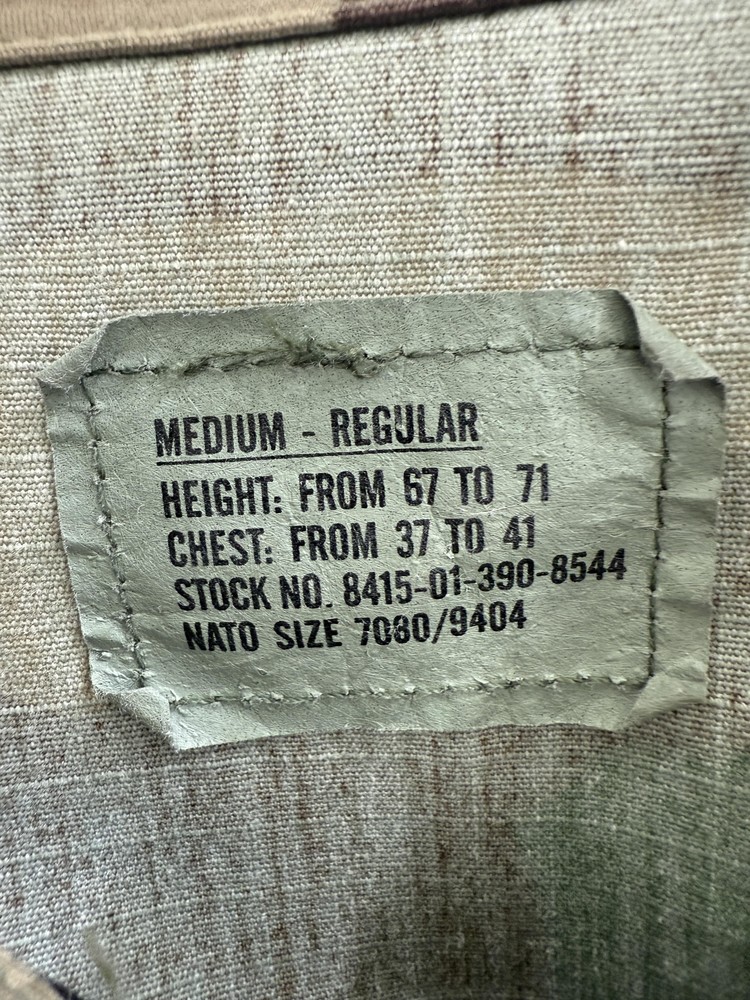 MEDIUM - REGULAR
HEIGHT: FROM 67 TO 71
CHEST: FROM 37 TO 41
STOCK NO. 8415-01-390-8544
NATO SIZE 7080/9404